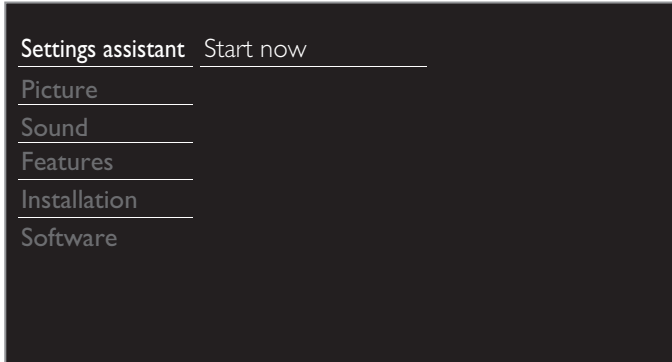 Settings assistant Start now
Picture
Sound
Features
Installation
Software